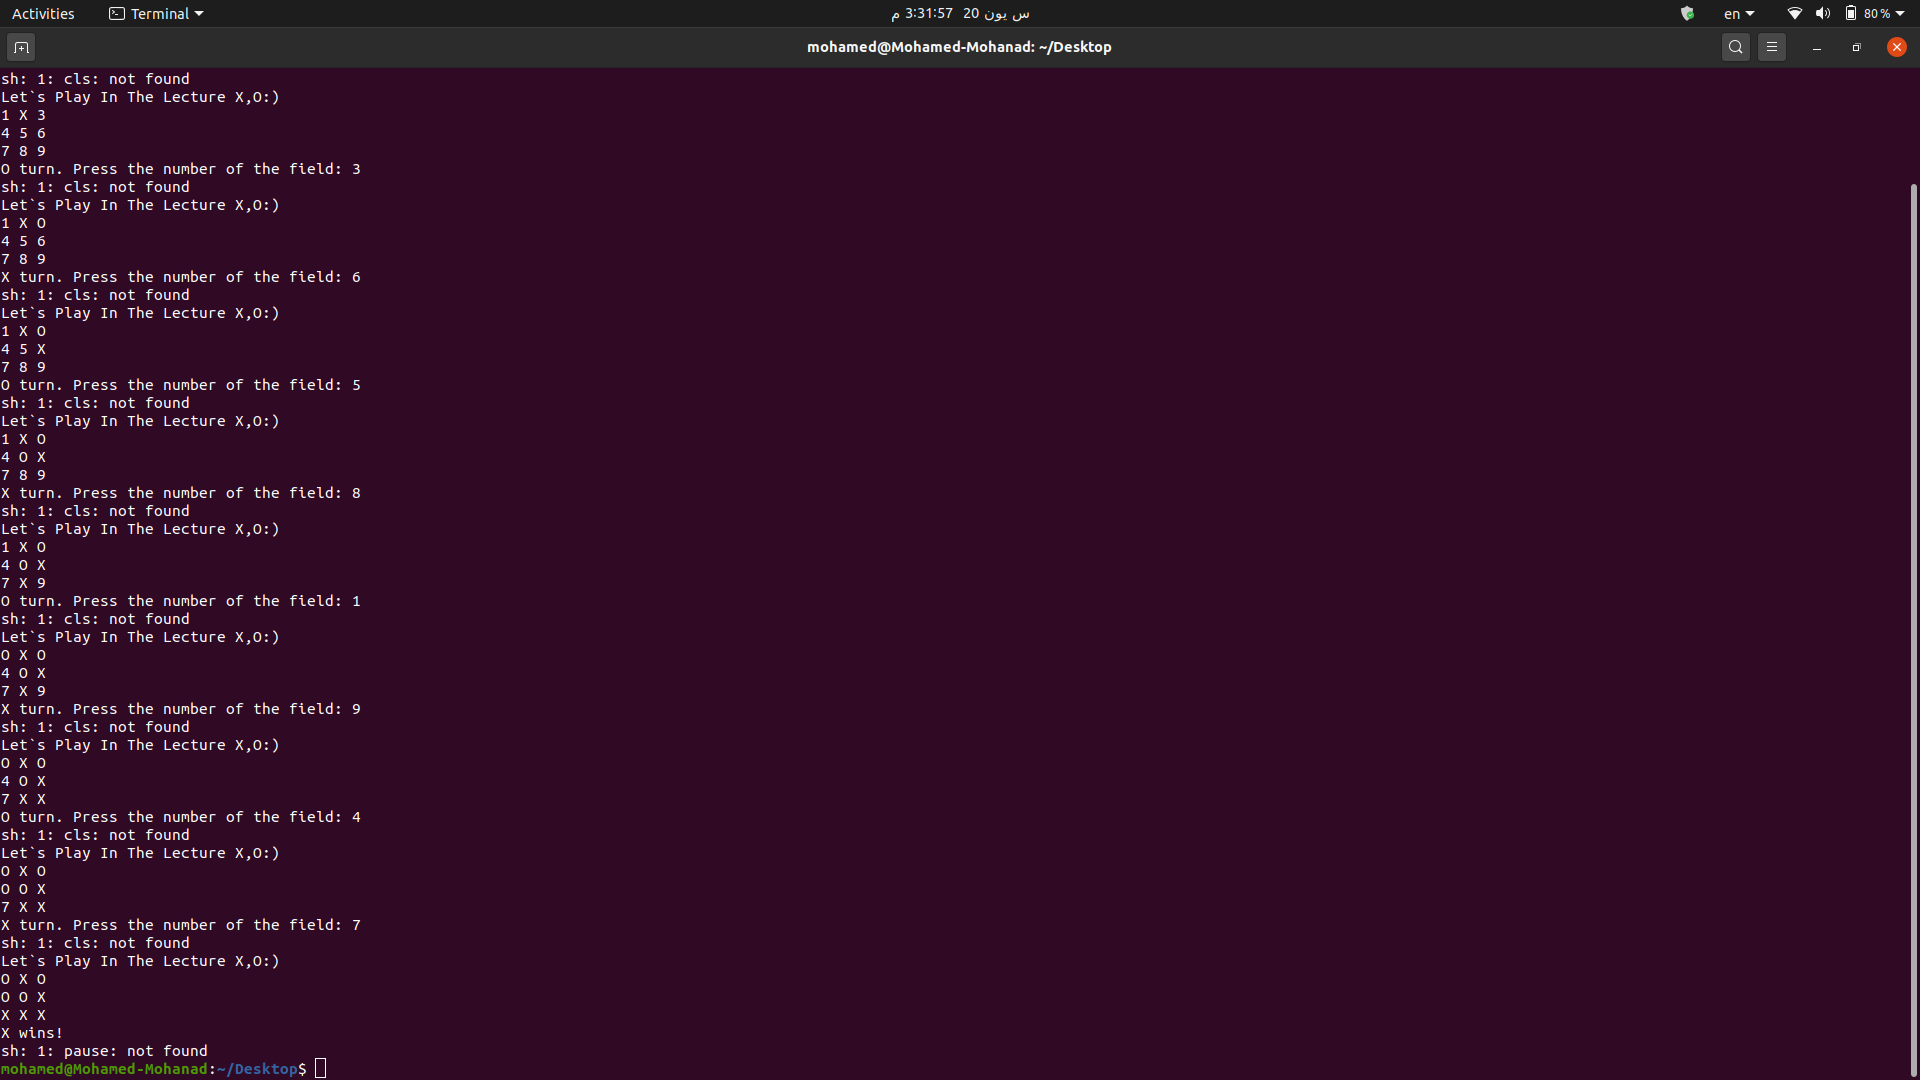 Activities Terminal س يون 20 3:31:57 م en 80 %
mohamed@Mohamed-Mohanad: ~/Desktop
sh: 1: cls: not found
Let`s Play In The Lecture X,O:)
1 X 3
4 5 6
7 8 9
O turn. Press the number of the field: 3
sh: 1: cls: not found
Let`s Play In The Lecture X,O:)
1 X O
4 5 6
7 8 9
X turn. Press the number of the field: 6
sh: 1: cls: not found
Let`s Play In The Lecture X,O:)
1 X O
4 5 X
7 8 9
O turn. Press the number of the field: 5
sh: 1: cls: not found
Let`s Play In The Lecture X,O:)
1 X O
4 O X
7 8 9
X turn. Press the number of the field: 8
sh: 1: cls: not found
Let`s Play In The Lecture X,O:)
1 X O
4 O X
7 X 9
O turn. Press the number of the field: 1
sh: 1: cls: not found
Let`s Play In The Lecture X,O:)
O X O
4 O X
7 X 9
X turn. Press the number of the field: 9
sh: 1: cls: not found
Let`s Play In The Lecture X,O:)
O X O
4 O X
7 X X
O turn. Press the number of the field: 4
sh: 1: cls: not found
Let`s Play In The Lecture X,O:)
O X O
O O X
7 X X
X turn. Press the number of the field: 7
sh: 1: cls: not found
Let`s Play In The Lecture X,O:)
O X O
O O X
X X X
X wins!
sh: 1: pause: not found
mohamed@Mohamed-Mohanad:~/Desktop$